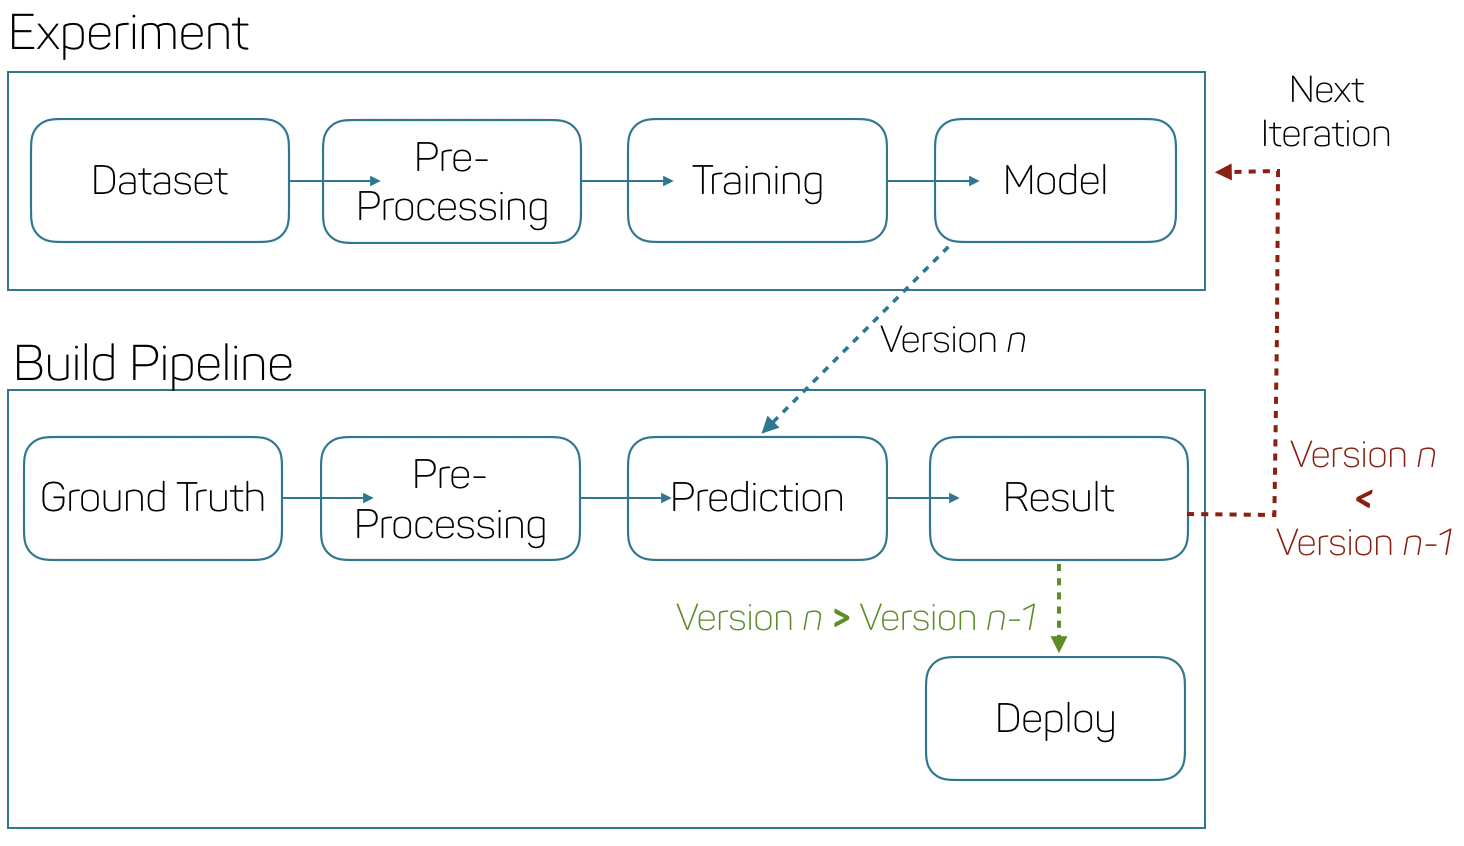 Experiment
Next
Iteration
Dataset
Pre-
Processing
Training
Model
Version n
Build Pipeline
Ground Truth
Pre-
Processing
Prediction
Result
Version n
<
Version n-1
Version n > Version n-1
Deploy